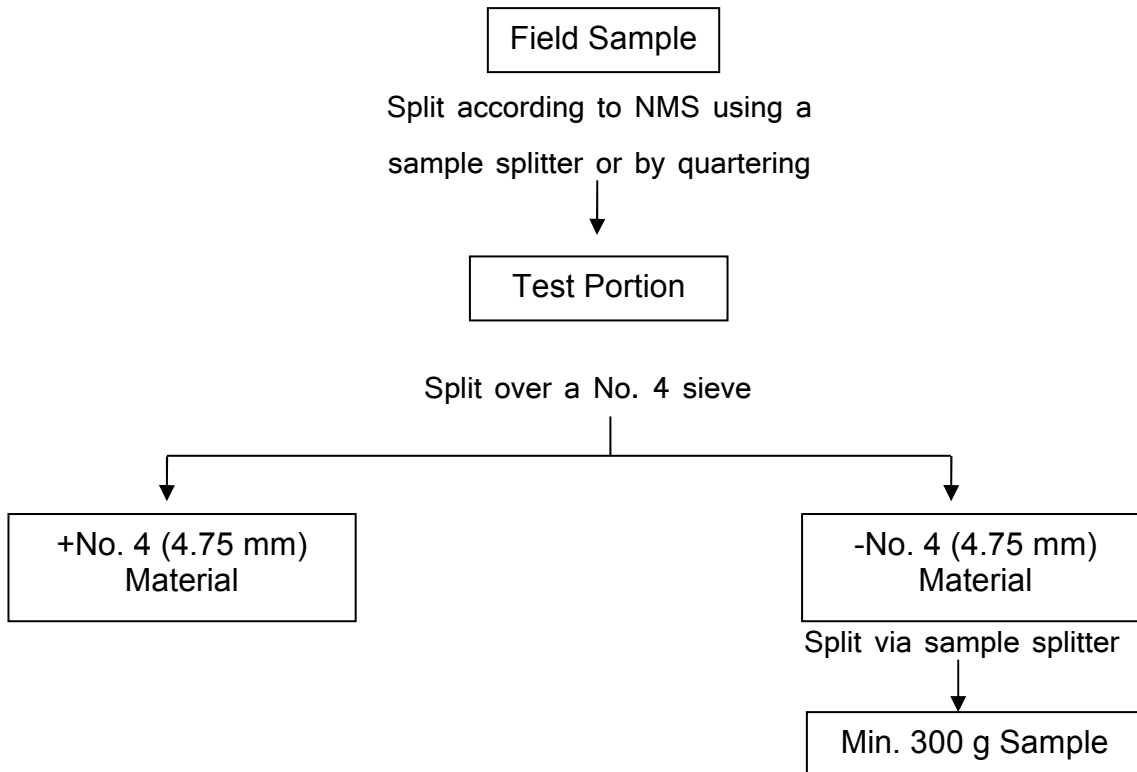 Field Sample
Split according to NMS using a
sample splitter or by quartering
Test Portion
Split over a No. 4 sieve
+No. 4 (4.75 mm)
Material
-No. 4 (4.75 mm)
Material
Split via sample splitter
Min. 300 g Sample